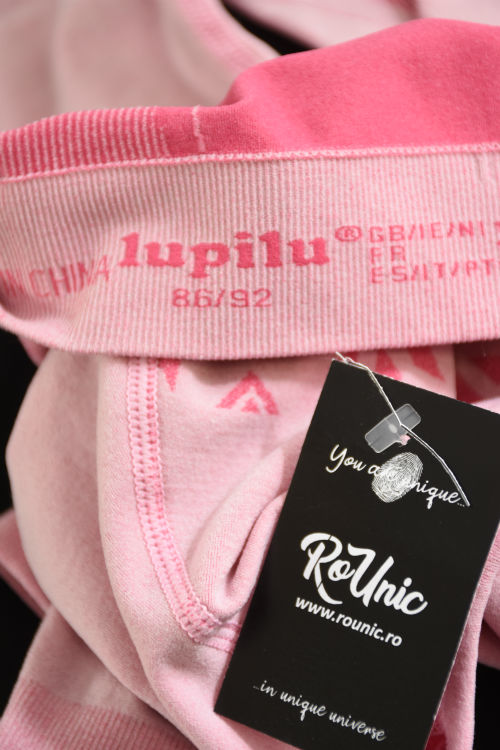 IN CHINA
lupilu®
86/92
GB/IE/NI
FR
ES/IT/PT
You are unique...
RoUnic
www.rounic.ro
...in unique universe